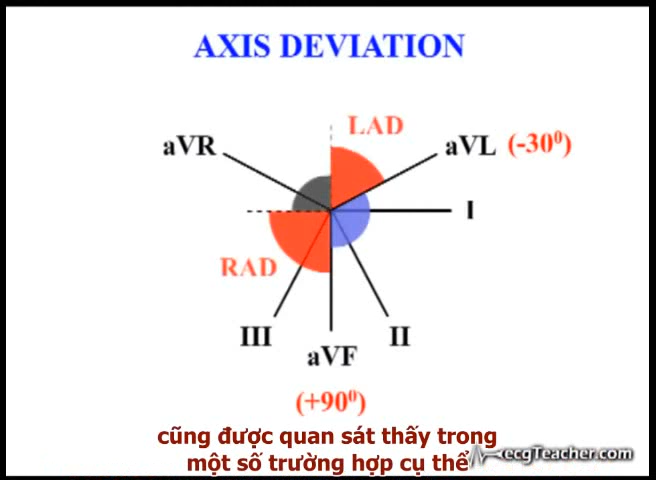 AXIS DEVIATION
LAD
aVR
aVL (-30⁰)
I
RAD
III
II
aVF
(+90⁰)
cũng được quan sát thấy trong
một số trường hợp cụ thể
ecgTeacher.com